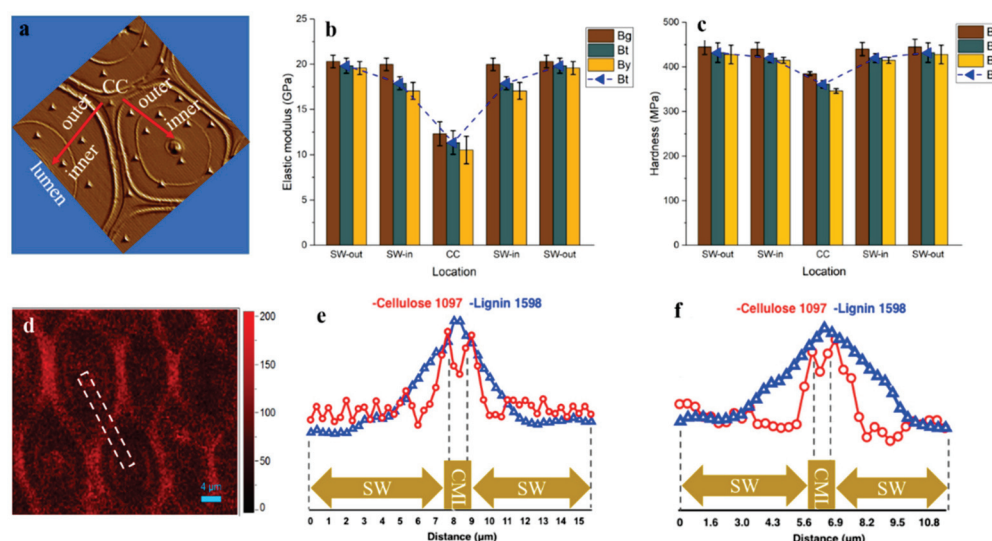 a
CC
outer
outer
inner
inner
lumen
b
Bg
Bt
By
Bt
Elastic modulus (GPa)
25
20
15
10
5
0
SW-out SW-in CC SW-in SW-out
Location
c
Hardness (MPa)
500
400
300
200
100
0
SW-out SW-in CC SW-in SW-out
Location
d
200
150
100
50
0
4 μm
e
-Cellulose 1097 -Lignin 1598
SW CML SW
0 1 2 3 4 5 6 7 8 9 10 11 12 13 14 15
Distance (μm)
f
-Cellulose 1097 -Lignin 1598
SW CML SW
0 1.6 3.0 4.3 5.6 6.9 8.2 9.5 10.8
Distance (μm)